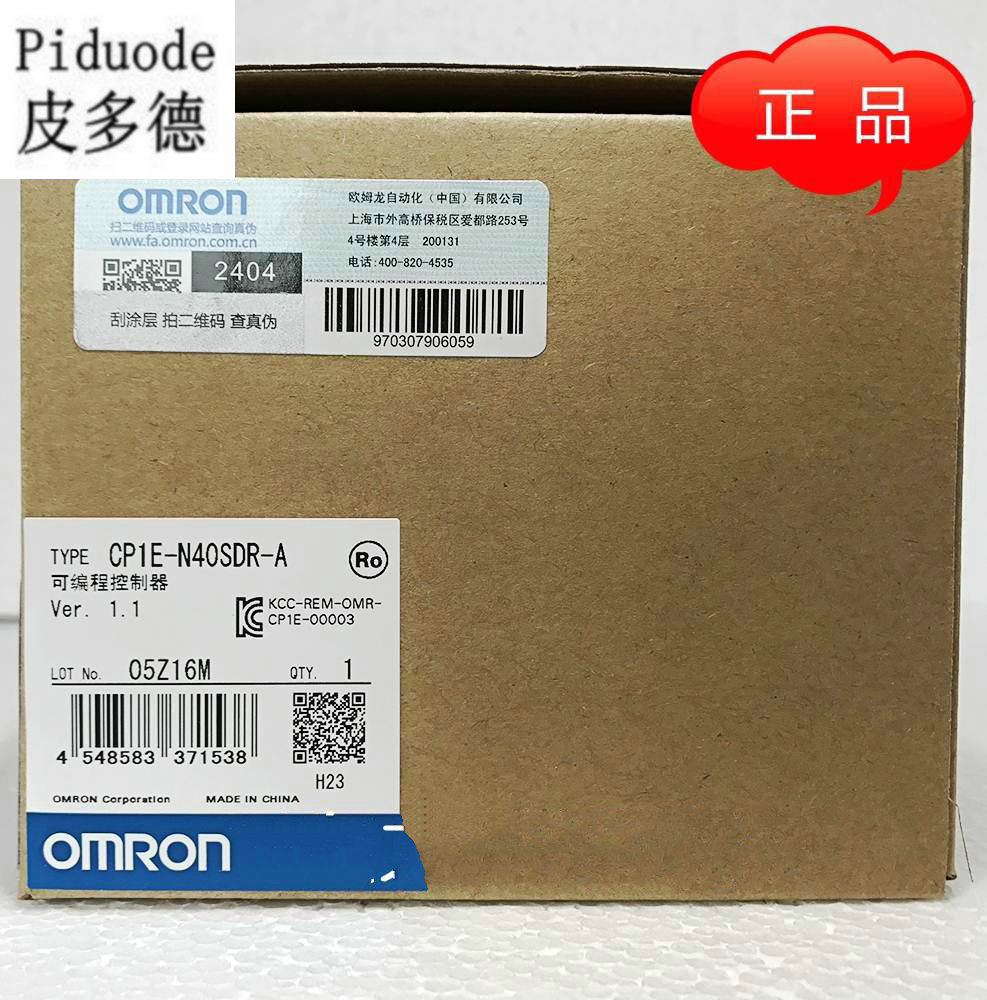 Piduode
皮多德
正品
OMRON
扫二维码或登录网站查询真伪
www.fa.omron.com.cn
2404
刮涂层 拍二维码 查真伪
欧姆龙自动化（中国）有限公司
上海市外高桥保税区爱都路253号
4号楼第4层 200131
电话:400-820-4535
970307906059
TYPE CP1E-N40SDR-A
Ro
可编程控制器
Ver. 1.1
KC
KCC-REM-OMR-
CP1E-00003
LOT No. 05Z16M QTY. 1
4 548583 371538
H23
OMRON Corporation MADE IN CHINA
OMRON